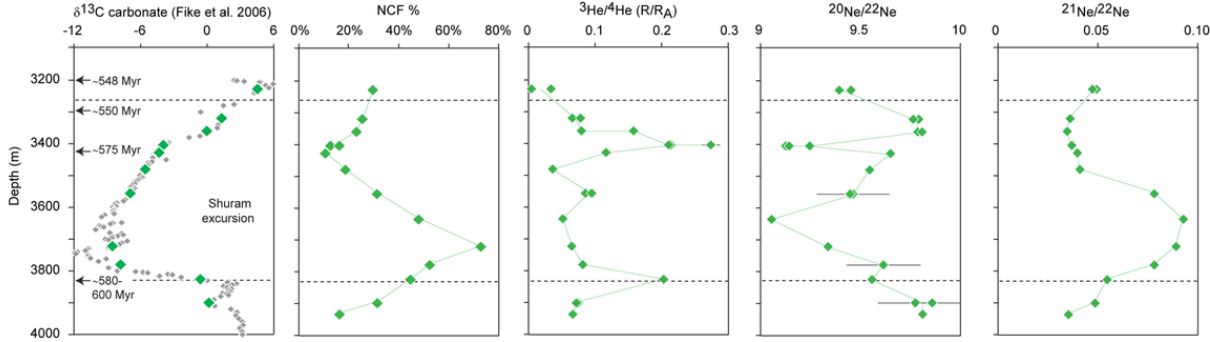 δ13C carbonate (Fike et al. 2006)
-12 -6 0 6
NCF %
0% 20% 40% 60% 80%
3He/4He (R/RA)
0 0.1 0.2 0.3
20Ne/22Ne
9 9.5 10
21Ne/22Ne
0 0.05 0.10
Depth (m)
3200
3400
3600
3800
4000
~548 Myr
~550 Myr
~575 Myr
Shuram
excursion
~580-
600 Myr